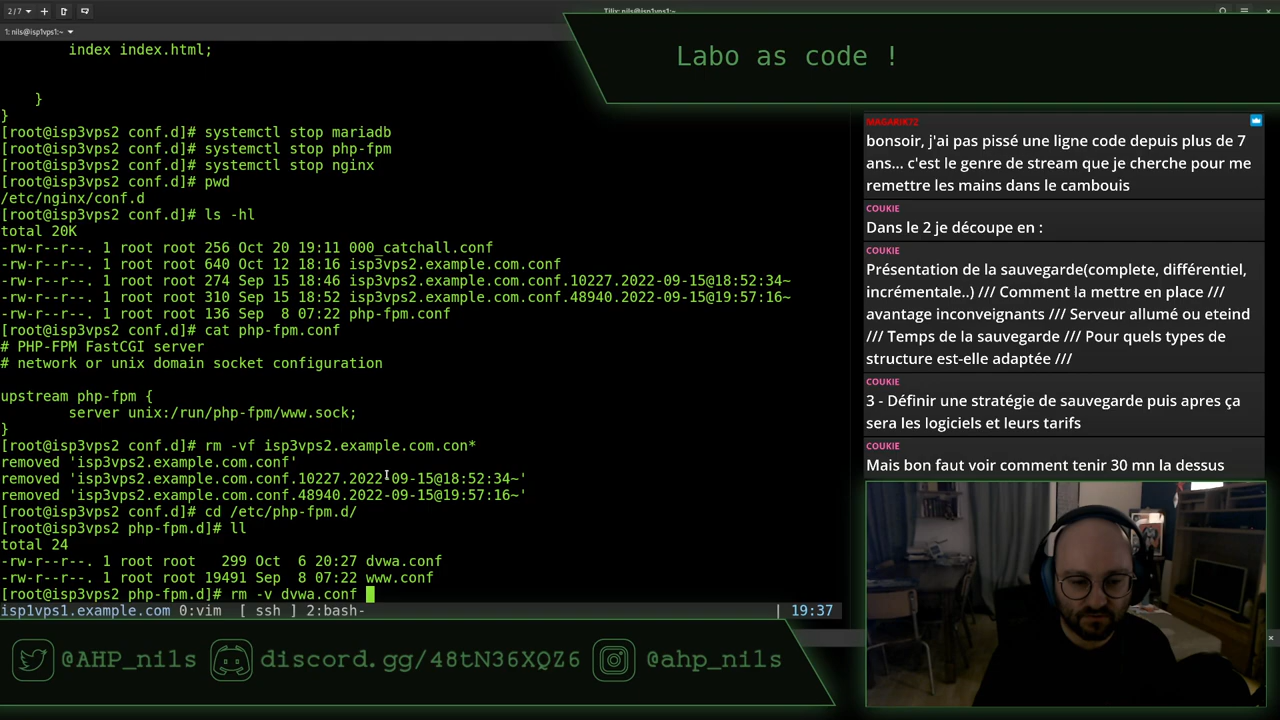 2/7
Tilix: nils@isp1vps1:~
1: nils@isp1vps1:~
index index.html;
}
}
[root@isp3vps2 conf.d]# systemctl stop mariadb
[root@isp3vps2 conf.d]# systemctl stop php-fpm
[root@isp3vps2 conf.d]# systemctl stop nginx
[root@isp3vps2 conf.d]# pwd
/etc/nginx/conf.d
[root@isp3vps2 conf.d]# ls -hl
total 20K
-rw-r--r--. 1 root root 256 Oct 20 19:11 000_catchall.conf
-rw-r--r--. 1 root root 640 Oct 12 18:16 isp3vps2.example.com.conf
-rw-r--r--. 1 root root 274 Sep 15 18:46 isp3vps2.example.com.conf.10227.2022-09-15@18:52:34~
-rw-r--r--. 1 root root 310 Sep 15 18:52 isp3vps2.example.com.conf.48940.2022-09-15@19:57:16~
-rw-r--r--. 1 root root 136 Sep  8 07:22 php-fpm.conf
[root@isp3vps2 conf.d]# cat php-fpm.conf
# PHP-FPM FastCGI server
# network or unix domain socket configuration
upstream php-fpm {
server unix:/run/php-fpm/www.sock;
}
[root@isp3vps2 conf.d]# rm -vf isp3vps2.example.com.con*
removed 'isp3vps2.example.com.conf'
removed 'isp3vps2.example.com.conf.10227.2022-09-15@18:52:34~'
removed 'isp3vps2.example.com.conf.48940.2022-09-15@19:57:16~'
[root@isp3vps2 conf.d]# cd /etc/php-fpm.d/
[root@isp3vps2 php-fpm.d]# ll
total 24
-rw-r--r--. 1 root root   299 Oct  6 20:27 dvwa.conf
-rw-r--r--. 1 root root 19491 Sep  8 07:22 www.conf
[root@isp3vps2 php-fpm.d]# rm -v dvwa.conf
isp1vps1.example.com 0:vim  [ ssh ] 2:bash- | 19:37
Labo as code !
MAGARIK72
bonsoir, j'ai pas pissé une ligne code depuis plus de 7
ans... c'est le genre de stream que je cherche pour me
remettre les mains dans le cambouis
COUKIE
Dans le 2 je découpe en :
COUKIE
Présentation de la sauvegarde(complete, différentiel,
incrémentale..) /// Comment la mettre en place ///
avantage inconveignants /// Serveur allumé ou eteind
/// Temps de la sauvegarde /// Pour quels types de
structure est-elle adaptée ///
COUKIE
3 - Définir une stratégie de sauvegarde puis apres ça
sera les logiciels et leurs tarifs
COUKIE
Mais bon faut voir comment tenir 30 mn la dessus
@AHP_nils discord.gg/48tN36XQZ6 @ahp_nils